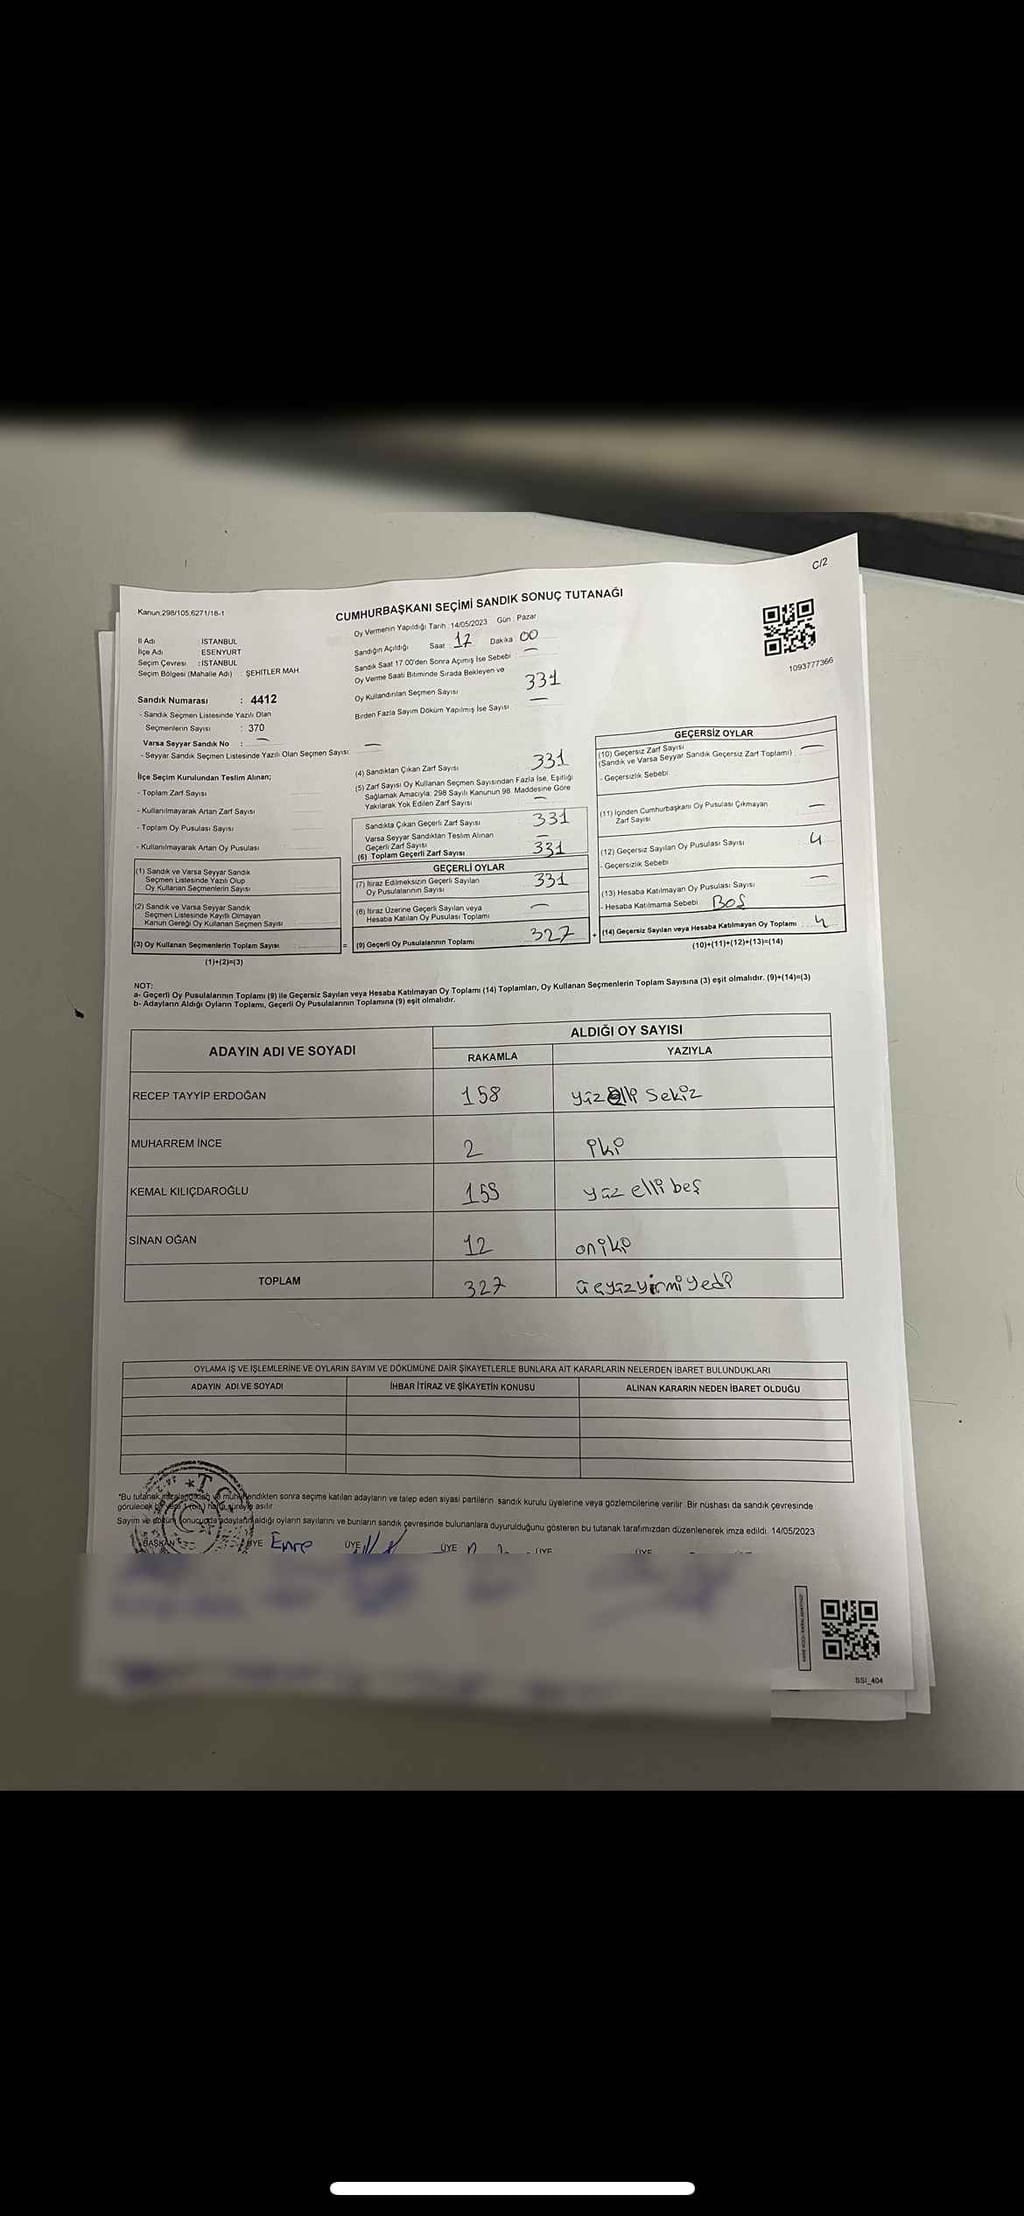 C/2
Kanun.298/105,6271/18-1
CUMHURBAŞKANI SEÇİMİ SANDIK SONUÇ TUTANAĞI
Oy Vermenin Yapıldığı Tarih : 14/05/2023 Gün : Pazar
İl Adı : İSTANBUL
İlçe Adı : ESENYURT
Seçim Çevresi : İSTANBUL
Seçim Bölgesi (Mahalle Adı) : ŞEHİTLER MAH
Sandığın Açıldığı Saat : 17 Dakika 00
Sandık Saat 17.00'den Sonra Açılmış İse Sebebi —
Oy Verme Saati Bitiminde Sırada Bekleyen ve
Oy Kullandırılan Seçmen Sayısı 331
Birden Fazla Sayım Döküm Yapılmış İse Sayısı —
1093777366
Sandık Numarası : 4412
- Sandık Seçmen Listesinde Yazılı Olan
Seçmenlerin Sayısı : 370
Varsa Seyyar Sandık No : —
- Seyyar Sandık Seçmen Listesinde Yazılı Olan Seçmen Sayısı: —
İlçe Seçim Kurulundan Teslim Alınan;
- Toplam Zarf Sayısı
- Kullanılmayarak Artan Zarf Sayısı
- Toplam Oy Pusulası Sayısı
- Kullanılmayarak Artan Oy Pusulası
(1) Sandık ve Varsa Seyyar Sandık
Seçmen Listesinde Yazılı Olup
Oy Kullanan Seçmenlerin Sayısı
(2) Sandık ve Varsa Seyyar Sandık
Seçmen Listesinde Kayıtlı Olmayan
Kanun Gereği Oy Kullanan Seçmen Sayısı
(3) Oy Kullanan Seçmenlerin Toplam Sayısı
(1)+(2)=(3)
(4) Sandıktan Çıkan Zarf Sayısı 331
(5) Zarf Sayısı Oy Kullanan Seçmen Sayısından Fazla İse, Eşitliği
Sağlamak Amacıyla; 298 Sayılı Kanunun 98. Maddesine Göre
Yakılarak Yok Edilen Zarf Sayısı —
Sandıkta Çıkan Geçerli Zarf Sayısı 331
Varsa Seyyar Sandıktan Teslim Alınan
Geçerli Zarf Sayısı —
(6) Toplam Geçerli Zarf Sayısı 331
GEÇERLİ OYLAR
(7) İtiraz Edilmeksizin Geçerli Sayılan
Oy Pusulalarının Sayısı 331
(8) İtiraz Üzerine Geçerli Sayılan veya
Hesaba Katılan Oy Pusulası Toplamı —
= (9) Geçerli Oy Pusulalarının Toplamı 327
GEÇERSİZ OYLAR
(10) Geçersiz Zarf Sayısı —
(Sandık ve Varsa Seyyar Sandık Geçersiz Zarf Toplamı)
- Geçersizlik Sebebi
(11) İçinden Cumhurbaşkanı Oy Pusulası Çıkmayan
Zarf Sayısı —
(12) Geçersiz Sayılan Oy Pusulası Sayısı 4
- Geçersizlik Sebebi
(13) Hesaba Katılmayan Oy Pusulası Sayısı —
- Hesaba Katılmama Sebebi BOŞ
+ (14) Geçersiz Sayılan veya Hesaba Katılmayan Oy Toplamı 4
(10)+(11)+(12)+(13)=(14)
NOT:
a- Geçerli Oy Pusulalarının Toplamı (9) ile Geçersiz Sayılan veya Hesaba Katılmayan Oy Toplamı (14) Toplamları, Oy Kullanan Seçmenlerin Toplam Sayısına (3) eşit olmalıdır. (9)+(14)=(3)
b- Adayların Aldığı Oyların Toplamı, Geçerli Oy Pusulalarının Toplamına (9) eşit olmalıdır.
ADAYIN ADI VE SOYADI ALDIĞI OY SAYISI
RAKAMLA YAZIYLA
RECEP TAYYİP ERDOĞAN 158 yüz elli sekiz
MUHARREM İNCE 2 iki
KEMAL KILIÇDAROĞLU 155 yüz elli beş
SİNAN OĞAN 12 oniki
TOPLAM 327 üçyüzyirmiyedi
OYLAMA İŞ VE İŞLEMLERİNE VE OYLARIN SAYIM VE DÖKÜMÜNE DAİR ŞİKAYETLERLE BUNLARA AİT KARARLARIN NELERDEN İBARET BULUNDUKLARI
ADAYIN ADI VE SOYADI İHBAR İTİRAZ VE ŞİKAYETİN KONUSU ALINAN KARARIN NEDEN İBARET OLDUĞU
*Bu tutanak sonra seçime katılan adayların ve talep eden siyasi partilerin sandık kurulu üyelerine veya gözlemcilerine verilir. Bir nüshası da sandık çevresinde
görülecek asılır.
Sayım ve aldığı oyların sayılarını ve bunların sandık çevresinde bulunanlara duyurulduğunu gösteren bu tutanak tarafımızdan düzenlenerek imza edildi. 14/05/2023
T.C.
BAŞKAN ÜYE Emre ÜYE ÜYE ÜYE ÜYE
SSI_404